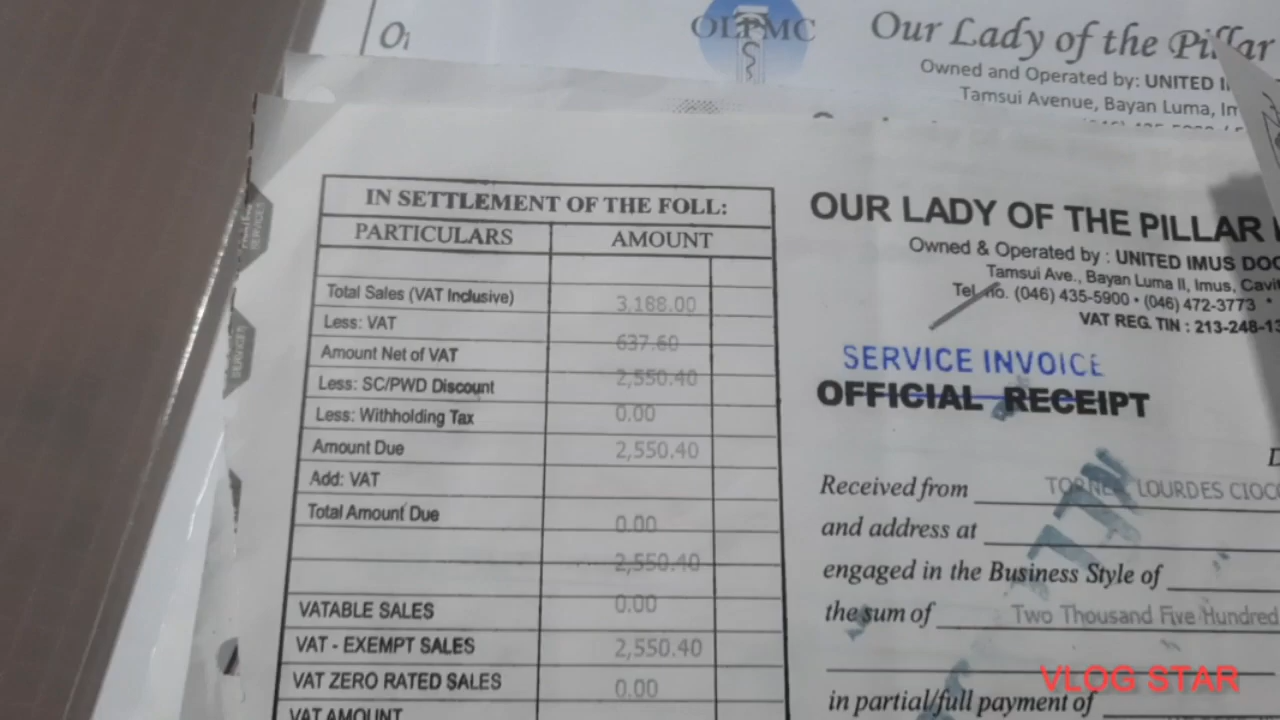 OLPMC
Our Lady of the Pillar
Owned and Operated by: UNITED
Tamsui Avenue, Bayan Luma,
IN SETTLEMENT OF THE FOLL:
PARTICULARS AMOUNT
Total Sales (VAT Inclusive) 3,188.00
Less: VAT 637.60
Amount Net of VAT 2,550.40
Less: SC/PWD Discount 0.00
Less: Withholding Tax
Amount Due 2,550.40
Add: VAT
Total Amount Due 0.00
2,550.40
0.00
VATABLE SALES
VAT - EXEMPT SALES 2,550.40
VAT ZERO RATED SALES 0.00
VAT AMOUNT
OUR LADY OF THE PILLAR
Owned & Operated by : UNITED IMUS DOC
Tamsui Ave., Bayan Luma II, Imus, Cavi
Tel. no. (046) 435-5900 • (046) 472-3773 •
VAT REG. TIN : 213-248-13
SERVICE INVOICE
OFFICIAL RECEIPT
Received from LOURDES CIOC
and address at
engaged in the Business Style of
the sum of Two Thousand Five Hundred
in partial/full payment of
VLOG STAR